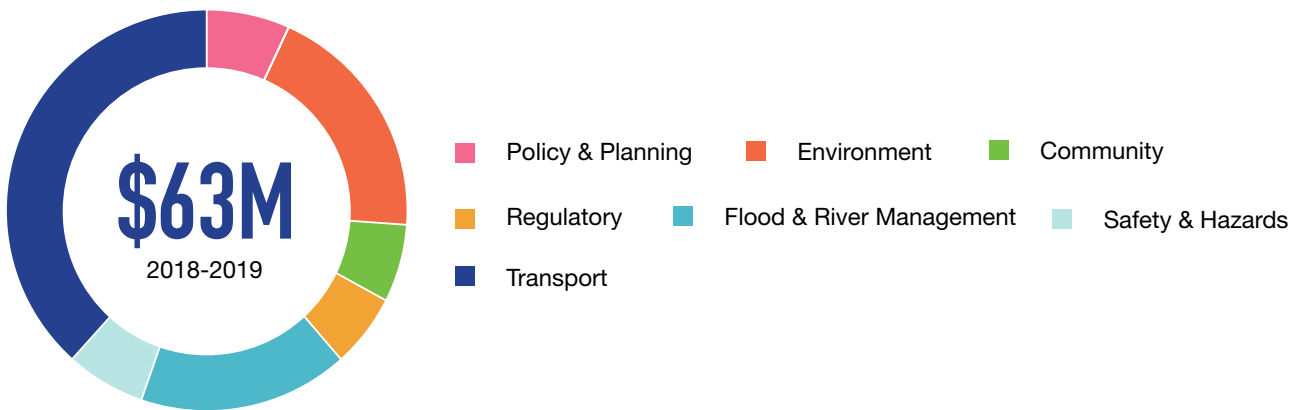 $63M
2018-2019
Policy & Planning
Environment
Community
Regulatory
Flood & River Management
Safety & Hazards
Transport